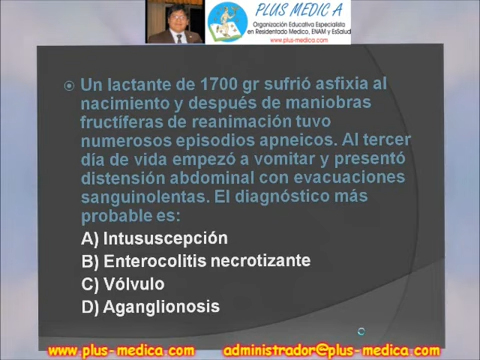 PLUS MEDIC A
Organización Educativa Especialista
en Residentado Medico, ENAM y EsSalud
www.plus-medica.com
Un lactante de 1700 gr sufrió asfixia al
nacimiento y después de maniobras
fructíferas de reanimación tuvo
numerosos episodios apneicos. Al tercer
día de vida empezó a vomitar y presentó
distensión abdominal con evacuaciones
sanguinolentas. El diagnóstico más
probable es:
A) Intususcepción
B) Enterocolitis necrotizante
C) Vólvulo
D) Aganglionosis
www.plus-medica.com administrador@plus-medica.com